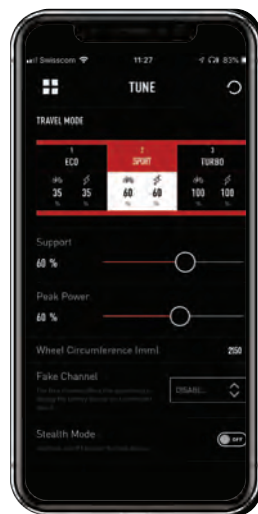 Swisscom 11:27 83%
TUNE
TRAVEL MODE
1 2 3
ECO SPORT TURBO
35 35 60 60 100 100
% % % % % %
Support
60 %
Peak Power
60 %
Wheel Circumference (mm) 2150
Fake Channel
DISABL...
Stealth Mode
OFF